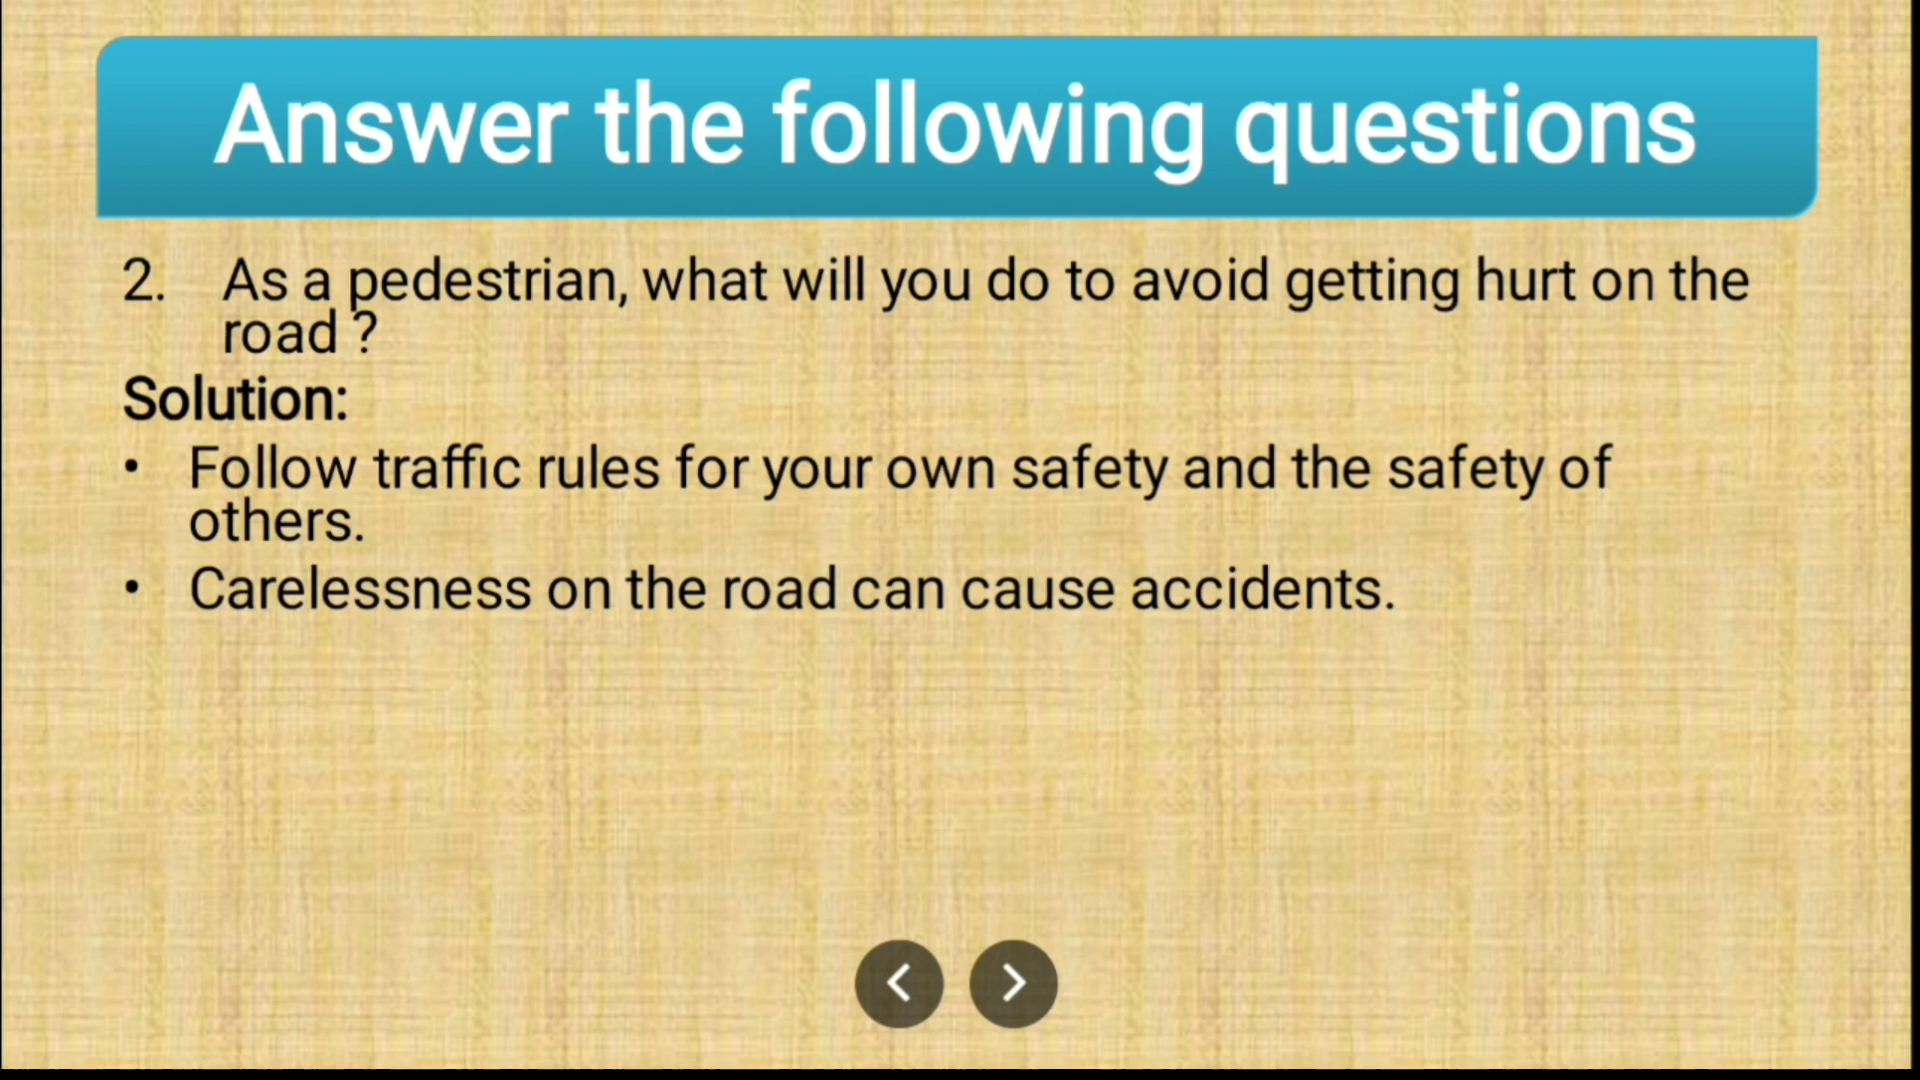 Answer the following questions
2. As a pedestrian, what will you do to avoid getting hurt on the
road ?
Solution:
• Follow traffic rules for your own safety and the safety of
others.
• Carelessness on the road can cause accidents.